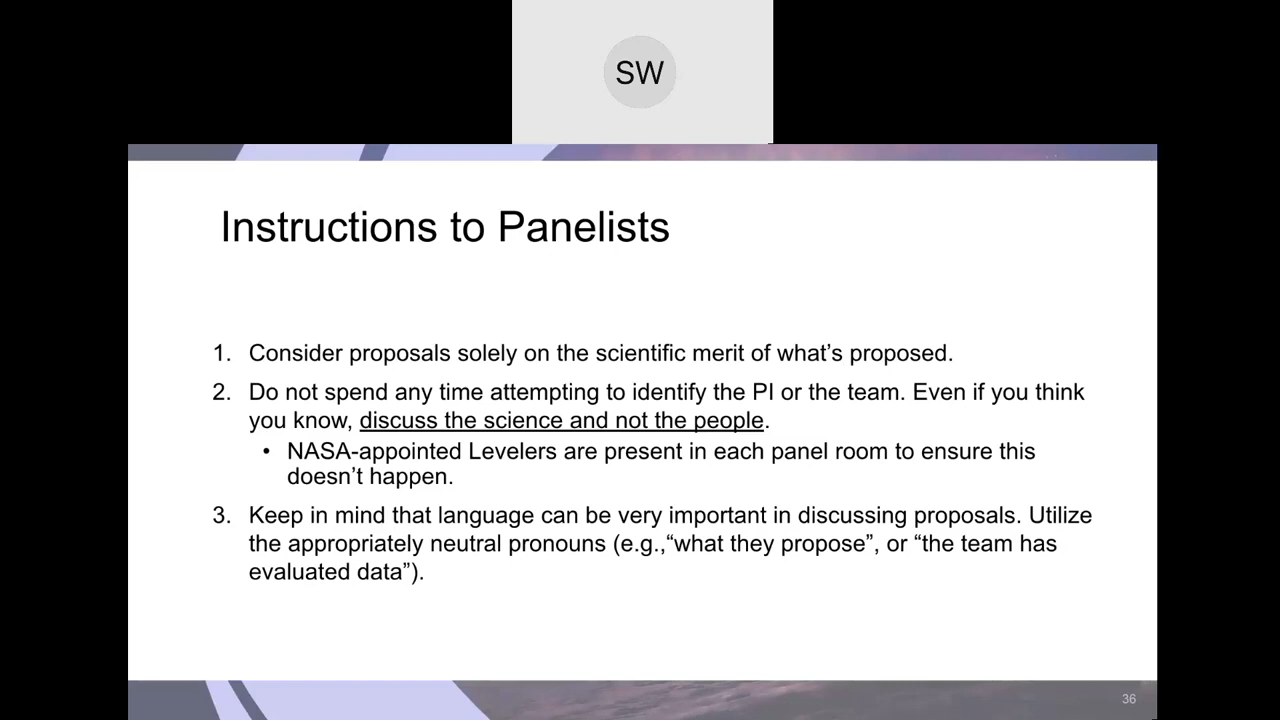 SW
Instructions to Panelists
1. Consider proposals solely on the scientific merit of what’s proposed.
2. Do not spend any time attempting to identify the PI or the team. Even if you think
you know, discuss the science and not the people.
• NASA-appointed Levelers are present in each panel room to ensure this
doesn’t happen.
3. Keep in mind that language can be very important in discussing proposals. Utilize
the appropriately neutral pronouns (e.g.,“what they propose”, or “the team has
evaluated data”).
36